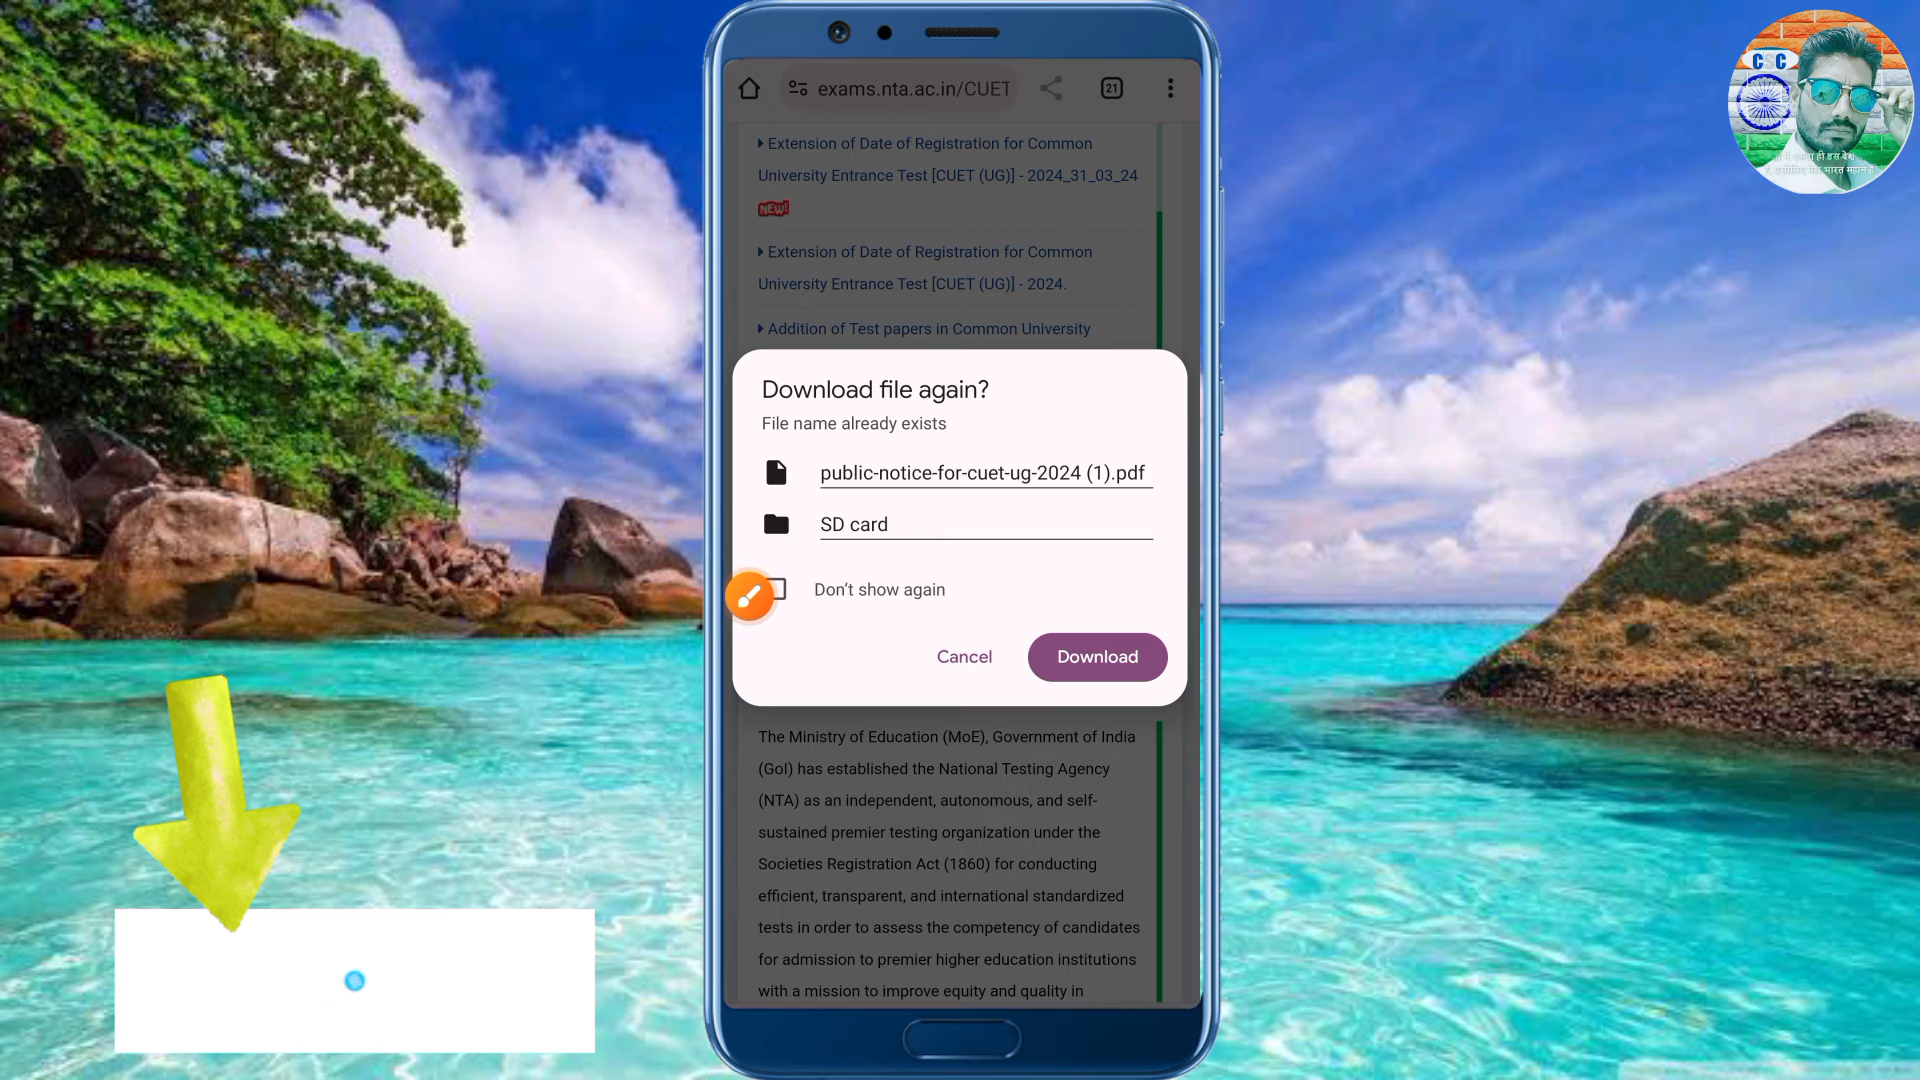 exams.nta.ac.in/CUET
21
Extension of Date of Registration for Common
University Entrance Test [CUET (UG)] - 2024_31_03_24
NEW!
Extension of Date of Registration for Common
University Entrance Test [CUET (UG)] - 2024.
Addition of Test papers in Common University
Download file again?
File name already exists
public-notice-for-cuet-ug-2024 (1).pdf
SD card
Don't show again
Cancel
Download
The Ministry of Education (MoE), Government of India
(GoI) has established the National Testing Agency
(NTA) as an independent, autonomous, and self-
sustained premier testing organization under the
Societies Registration Act (1860) for conducting
efficient, transparent, and international standardized
tests in order to assess the competency of candidates
for admission to premier higher education institutions
with a mission to improve equity and quality in
CSC
ही इस देश
मेरा भारत महान है